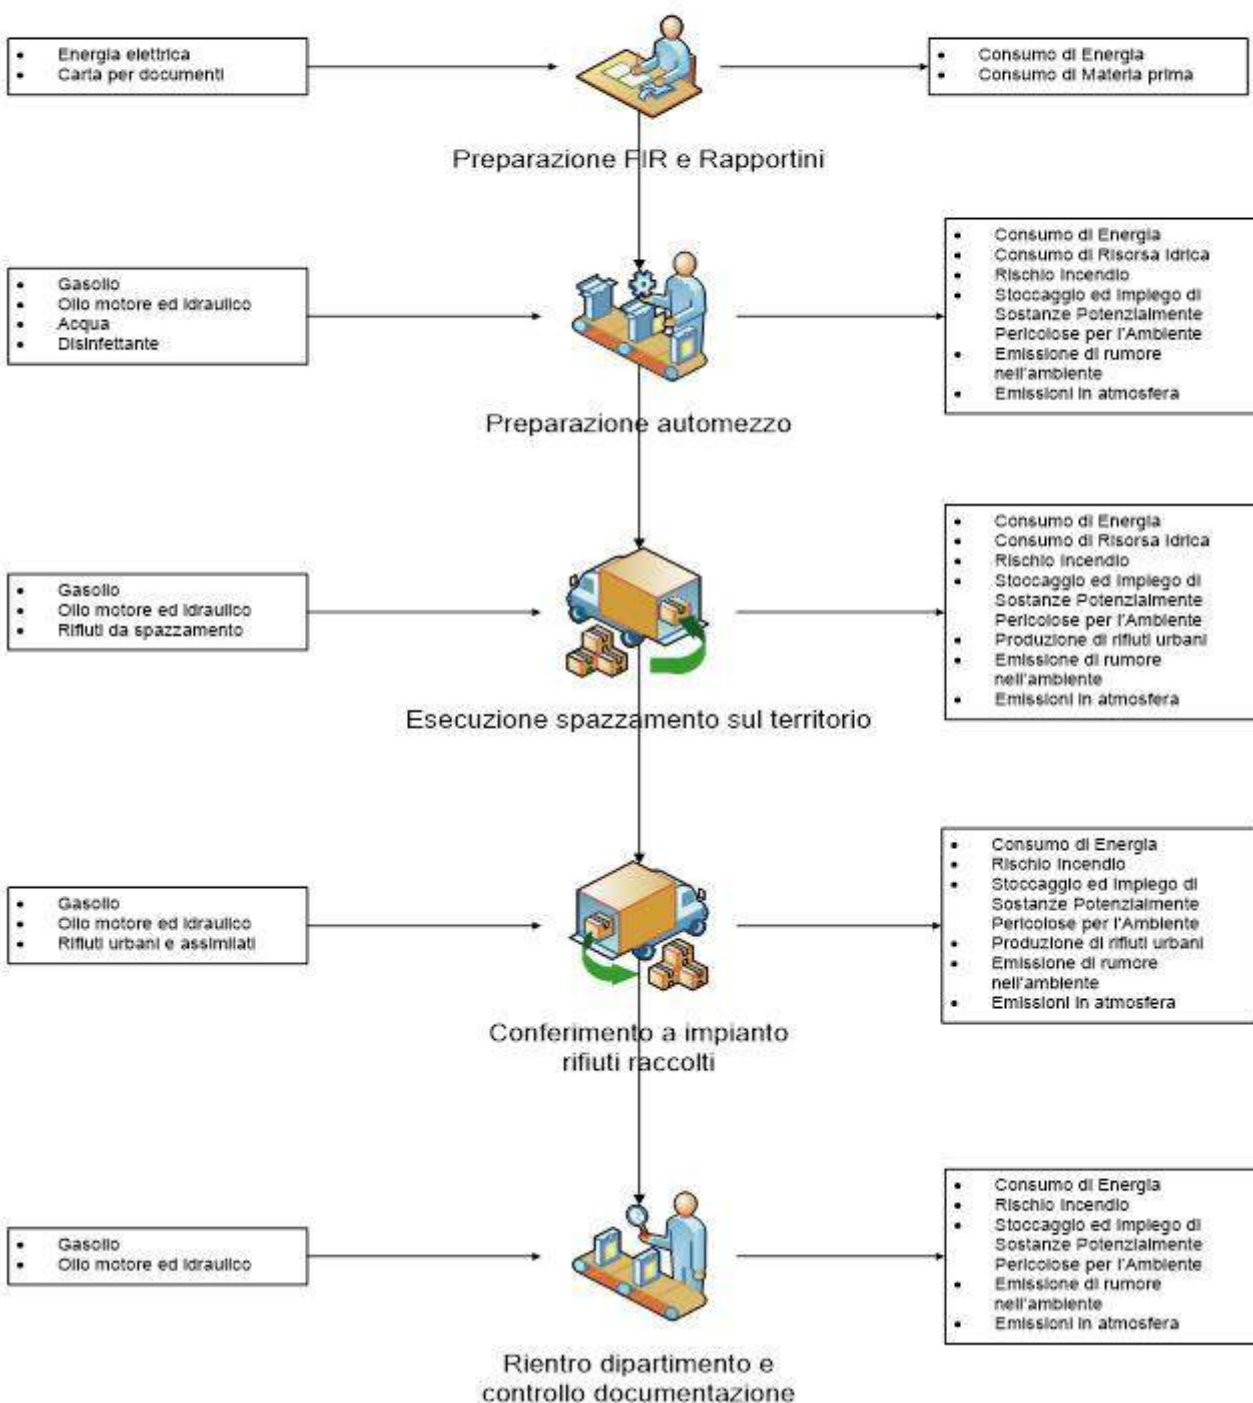 • Energia elettrica
• Carta per documenti
• Consumo di Energia
• Consumo di Materia prima
Preparazione FIR e Rapportini
• Gasolio
• Olio motore ed idraulico
• Acqua
• Disinfettante
• Consumo di Energia
• Consumo di Risorsa Idrica
• Rischio Incendio
• Stoccaggio ed Impiego di
Sostanze Potenzialmente
Pericolose per l'Ambiente
• Emissione di rumore
nell'ambiente
• Emissioni in atmosfera
Preparazione automezzo
• Gasolio
• Olio motore ed idraulico
• Rifiuti da spazzamento
• Consumo di Energia
• Consumo di Risorsa Idrica
• Rischio Incendio
• Stoccaggio ed Impiego di
Sostanze Potenzialmente
Pericolose per l'Ambiente
• Produzione di rifiuti urbani
• Emissione di rumore
nell'ambiente
• Emissioni in atmosfera
Esecuzione spazzamento sul territorio
• Gasolio
• Olio motore ed idraulico
• Rifiuti urbani e assimilati
• Consumo di Energia
• Rischio Incendio
• Stoccaggio ed Impiego di
Sostanze Potenzialmente
Pericolose per l'Ambiente
• Produzione di rifiuti urbani
• Emissione di rumore
nell'ambiente
• Emissioni in atmosfera
Conferimento a impianto
rifiuti raccolti
• Gasolio
• Olio motore ed idraulico
• Consumo di Energia
• Rischio Incendio
• Stoccaggio ed Impiego di
Sostanze Potenzialmente
Pericolose per l'Ambiente
• Emissione di rumore
nell'ambiente
• Emissioni in atmosfera
Rientro dipartimento e
controllo documentazione